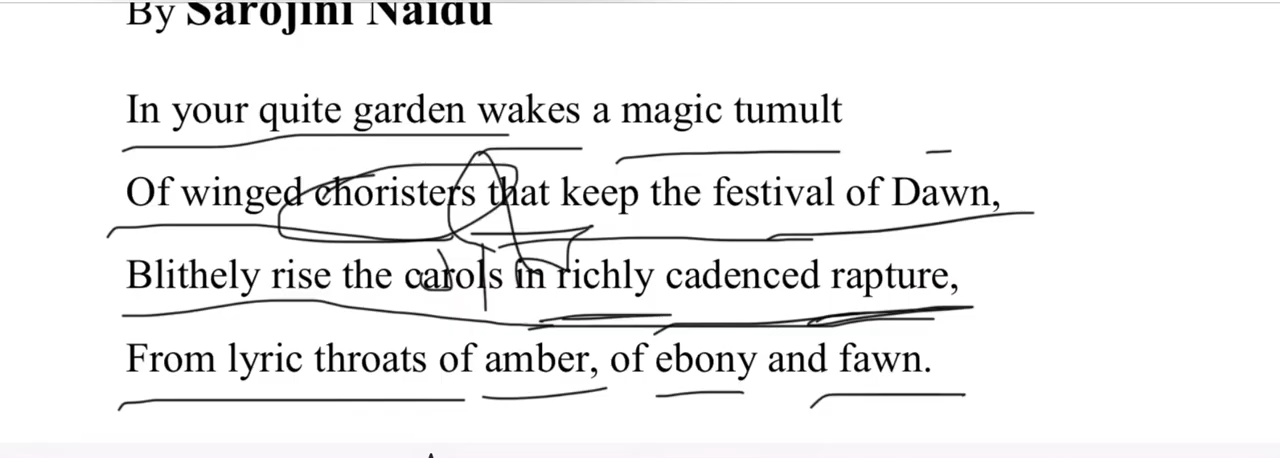 By Sarojini Naidu
In your quite garden wakes a magic tumult
Of winged choristers that keep the festival of Dawn,
Blithely rise the carols in richly cadenced rapture,
From lyric throats of amber, of ebony and fawn.